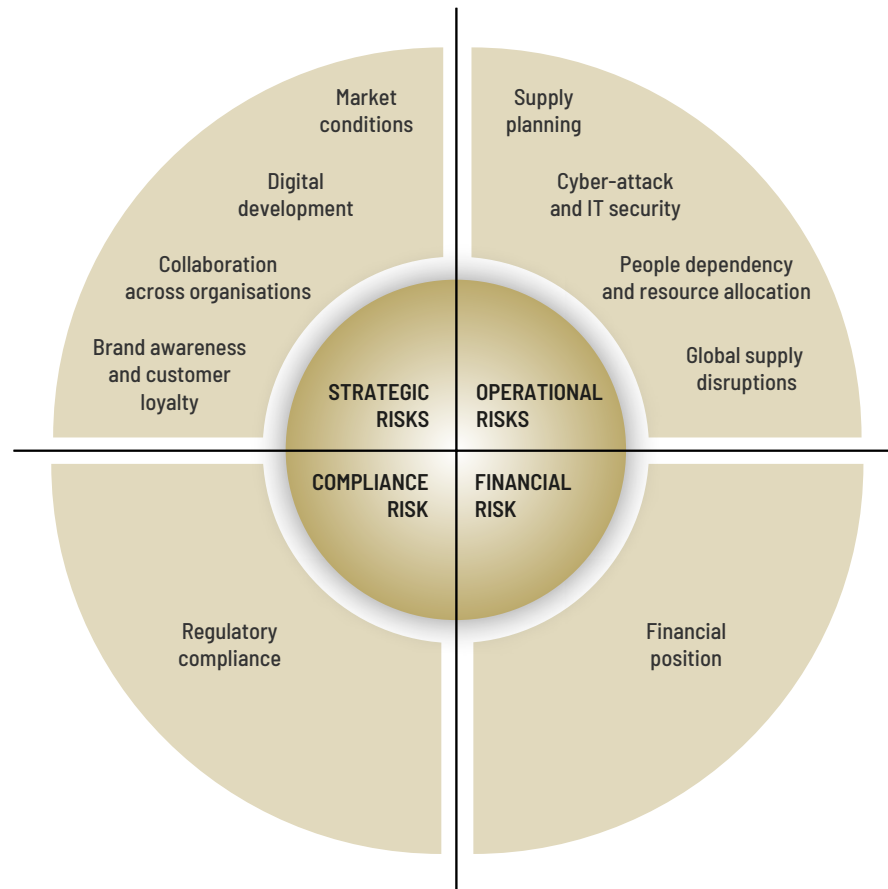 Market
conditions
Digital
development
Collaboration
across organisations
Brand awareness
and customer
loyalty
STRATEGIC
RISKS
Supply
planning
Cyber-attack
and IT security
People dependency
and resource allocation
Global supply
disruptions
OPERATIONAL
RISKS
COMPLIANCE
RISK
Regulatory
compliance
FINANCIAL
RISK
Financial
position